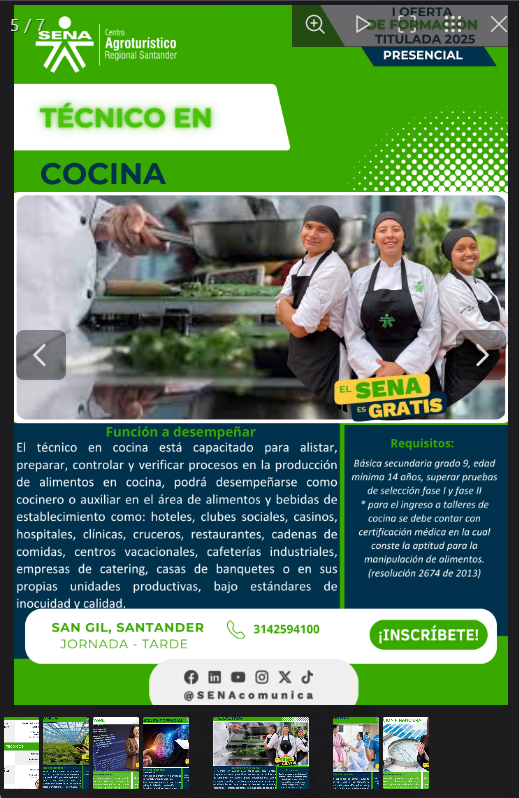 5 / 7
SENA
Centro
Agroturístico
Regional Santander
I OFERTA
DE FORMACIÓN
TITULADA 2025
PRESENCIAL
TÉCNICO EN
COCINA
EL SENA
ES GRATIS
Función a desempeñar
El técnico en cocina está capacitado para alistar,
preparar, controlar y verificar procesos en la producción
de alimentos en cocina, podrá desempeñarse como
cocinero o auxiliar en el área de alimentos y bebidas de
establecimiento como: hoteles, clubes sociales, casinos,
hospitales, clínicas, cruceros, restaurantes, cadenas de
comidas, centros vacacionales, cafeterías industriales,
empresas de catering, casas de banquetes o en sus
propias unidades productivas, bajo estándares de
inocuidad y calidad.
Requisitos:
Básica secundaria grado 9, edad
mínima 14 años, superar pruebas
de selección fase I y fase II
* para el ingreso a talleres de
cocina se debe contar con
certificación médica en la cual
conste la aptitud para la
manipulación de alimentos.
(resolución 2674 de 2013)
SAN GIL, SANTANDER
JORNADA - TARDE
3142594100
¡INSCRÍBETE!
@SENAcomunica